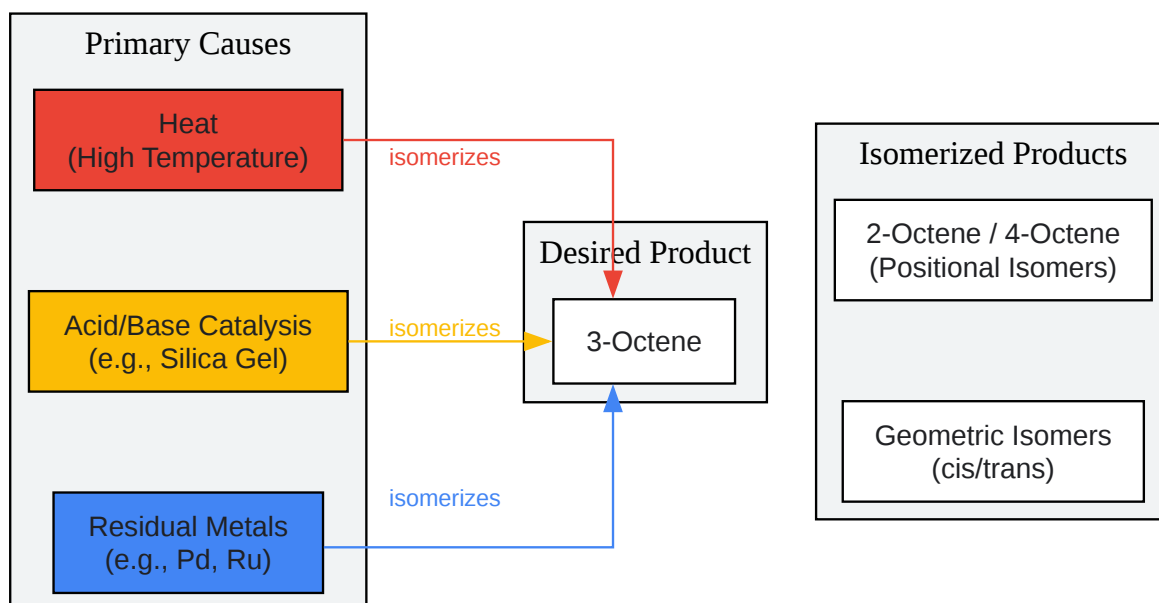 Primary Causes
Heat
(High Temperature)
isomerizes
Acid/Base Catalysis
(e.g., Silica Gel)
isomerizes
Residual Metals
(e.g., Pd, Ru)
isomerizes
Desired Product
3-Octene
Isomerized Products
2-Octene / 4-Octene
(Positional Isomers)
Geometric Isomers
(cis/trans)